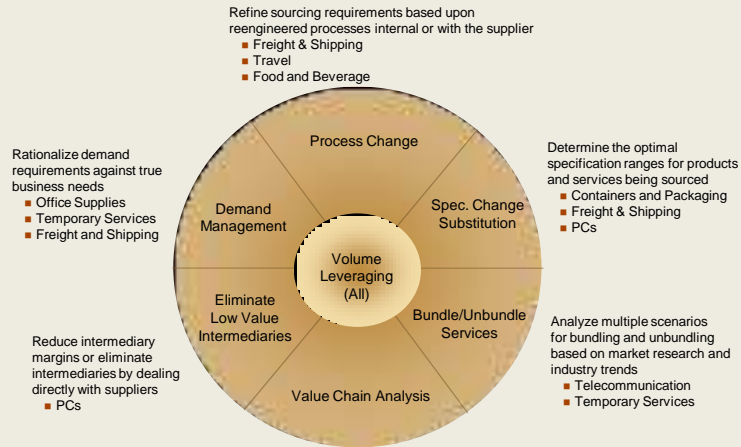 Refine sourcing requirements based upon
reengineered processes internal or with the supplier
Freight & Shipping
Travel
Food and Beverage
Process Change
Rationalize demand
requirements against true
business needs
Office Supplies
Temporary Services
Freight and Shipping
Determine the optimal
specification ranges for products
and services being sourced
Containers and Packaging
Freight & Shipping
PCs
Demand
Management
Spec. Change
Substitution
Volume
Leveraging
(All)
Eliminate
Low Value
Intermediaries
Bundle/Unbundle
Services
Reduce intermediary
margins or eliminate
intermediaries by dealing
directly with suppliers
PCs
Analyze multiple scenarios
for bundling and unbundling
based on market research and
industry trends
Telecommunication
Temporary Services
Value Chain Analysis